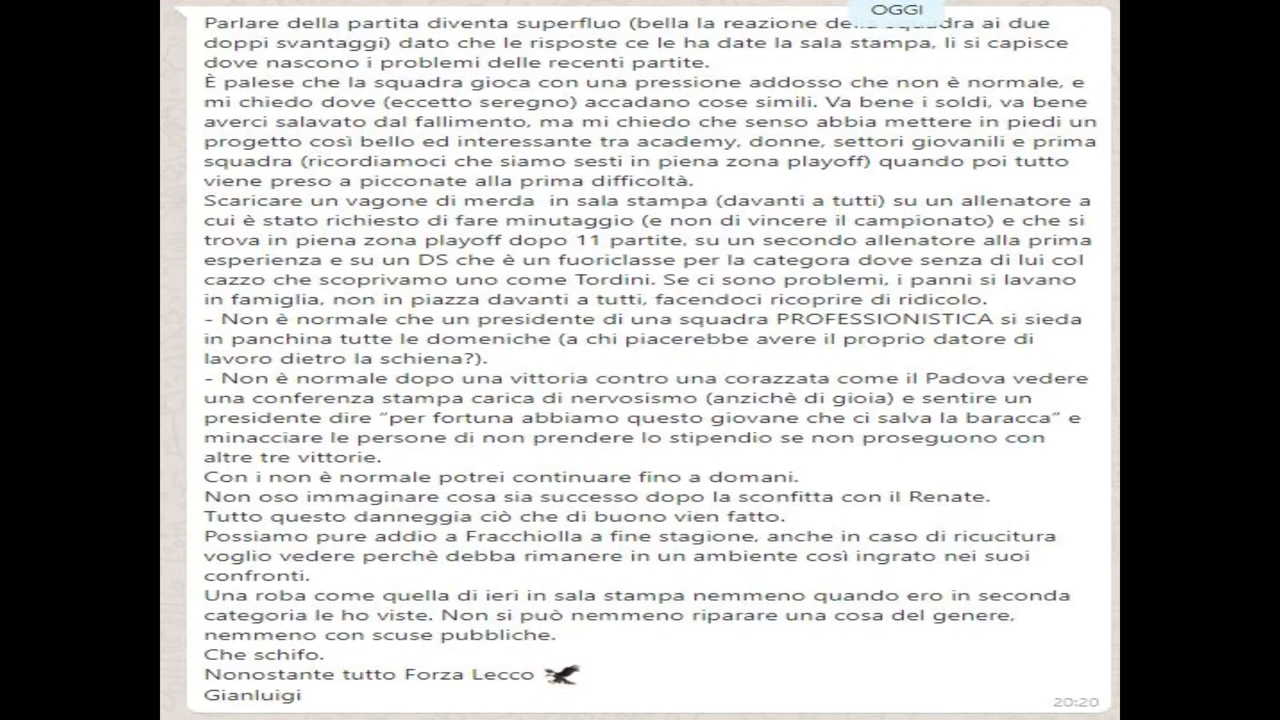 OGGI
Parlare della partita diventa superfluo (bella la reazione della squadra ai due
doppi svantaggi) dato che le risposte ce le ha date la sala stampa, li si capisce
dove nascono i problemi delle recenti partite.
È palese che la squadra gioca con una pressione addosso che non è normale, e
mi chiedo dove (eccetto seregno) accadano cose simili. Va bene i soldi, va bene
averci salavato dal fallimento, ma mi chiedo che senso abbia mettere in piedi un
progetto così bello ed interessante tra academy, donne, settori giovanili e prima
squadra (ricordiamoci che siamo sesti in piena zona playoff) quando poi tutto
viene preso a picconate alla prima difficoltà.
Scaricare un vagone di merda  in sala stampa (davanti a tutti) su un allenatore a
cui è stato richiesto di fare minutaggio (e non di vincere il campionato) e che si
trova in piena zona playoff dopo 11 partite, su un secondo allenatore alla prima
esperienza e su un DS che è un fuoriclasse per la categora dove senza di lui col
cazzo che scoprivamo uno come Tordini. Se ci sono problemi, i panni si lavano
in famiglia, non in piazza davanti a tutti, facendoci ricoprire di ridicolo.
- Non è normale che un presidente di una squadra PROFESSIONISTICA si sieda
in panchina tutte le domeniche (a chi piacerebbe avere il proprio datore di
lavoro dietro la schiena?).
- Non è normale dopo una vittoria contro una corazzata come il Padova vedere
una conferenza stampa carica di nervosismo (anzichè di gioia) e sentire un
presidente dire “per fortuna abbiamo questo giovane che ci salva la baracca” e
minacciare le persone di non prendere lo stipendio se non proseguono con
altre tre vittorie.
Con i non è normale potrei continuare fino a domani.
Non oso immaginare cosa sia successo dopo la sconfitta con il Renate.
Tutto questo danneggia ciò che di buono vien fatto.
Possiamo pure addio a Fracchiolla a fine stagione, anche in caso di ricucitura
voglio vedere perchè debba rimanere in un ambiente così ingrato nei suoi
confronti.
Una roba come quella di ieri in sala stampa nemmeno quando ero in seconda
categoria le ho viste. Non si può nemmeno riparare una cosa del genere,
nemmeno con scuse pubbliche.
Che schifo.
Nonostante tutto Forza Lecco
Gianluigi
20:20